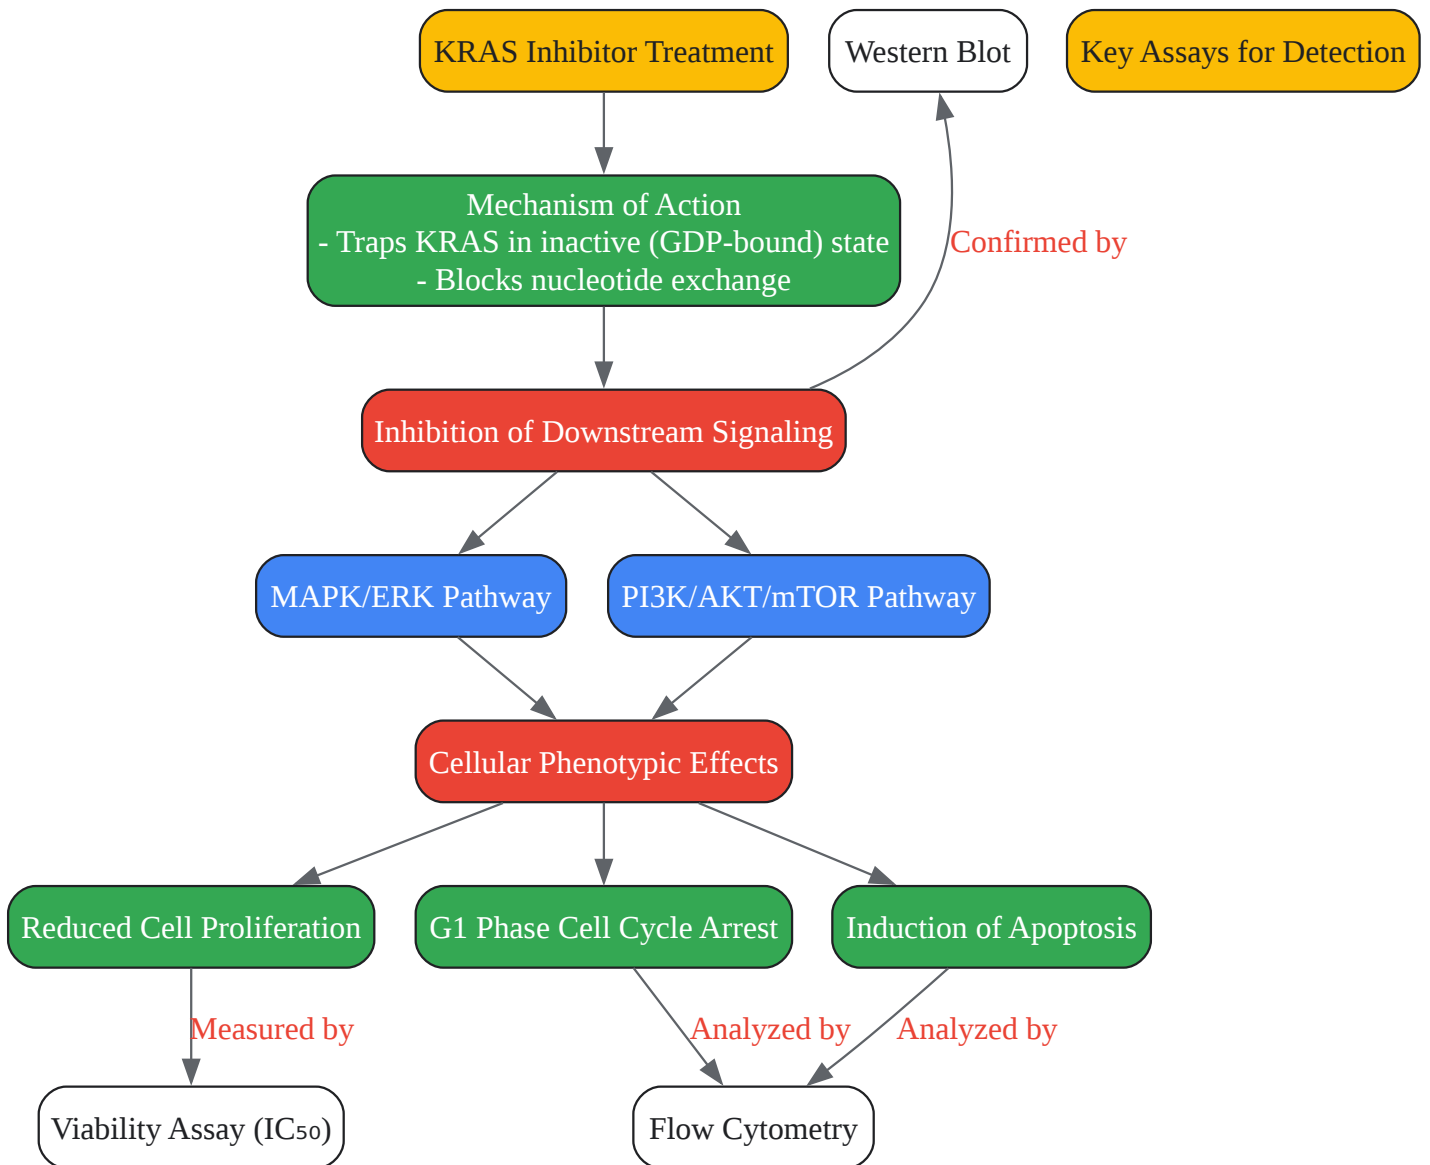 KRAS Inhibitor Treatment
Western Blot
Key Assays for Detection
Mechanism of Action
- Traps KRAS in inactive (GDP-bound) state
- Blocks nucleotide exchange
Confirmed by
Inhibition of Downstream Signaling
MAPK/ERK Pathway
PI3K/AKT/mTOR Pathway
Cellular Phenotypic Effects
Reduced Cell Proliferation
G1 Phase Cell Cycle Arrest
Induction of Apoptosis
Measured by
Analyzed by
Analyzed by
Viability Assay (IC₅₀)
Flow Cytometry